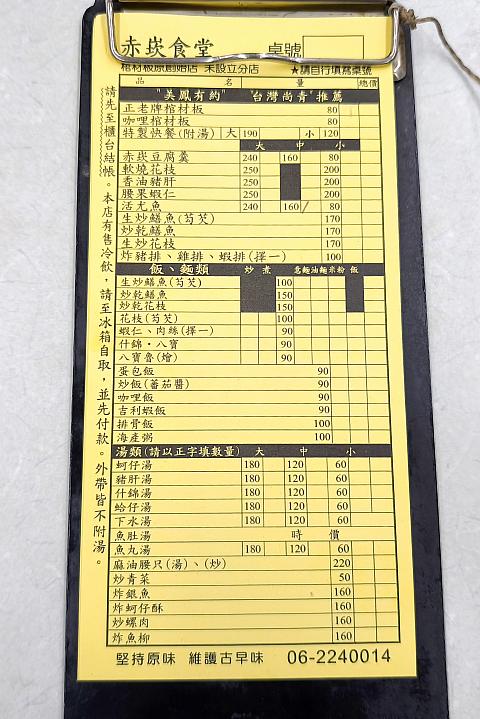 赤崁食堂 桌號
棺材板原創始店 未設立分店 ★請自行填寫桌號
品名 量 總價
"美鳳有約" "台灣尚青"推薦
正老牌棺材板 80
咖哩棺材板 80
特製快餐(附湯) 大 190 小 120
大 中 小
赤崁豆腐羹 240 160 80
軟燒花枝 250 200
香油豬肝 250 200
腰果蝦仁 250 200
活尤魚 240 160 80
生炒鱔魚(芶芡) 170
炒乾鱔魚 170
生炒花枝 170
炸豬排、雞排、蝦排(擇一) 100
飯、麵類 炒 煮 意麵 油麵 米粉 飯
生炒鱔魚(芶芡) 100
炒乾鱔魚 150
炒乾花枝 150
花枝(芶芡) 100
蝦仁、肉絲(擇一) 90
什錦·八寶 90
八寶魯(燴) 90
蛋包飯 90
炒飯(蕃茄醬) 90
咖哩飯 90
吉利蝦飯 90
排骨飯 100
海產粥 100
湯類(請以正字填數量) 大 中 小
蚵仔湯 180 120 60
豬肝湯 180 120 60
什錦湯 180 120 60
蛤仔湯 180 120 60
下水湯 180 120 60
魚肚湯 時價
魚丸湯 180 120 60
麻油腰只(湯)、(炒) 220
炒青菜 50
炸銀魚 160
炸蚵仔酥 160
炒螺肉 160
炸魚柳 160
堅持原味 維護古早味 06-2240014
請先至櫃台結帳。本店有售冷飲，請至冰箱自取，並先付款。外帶皆不附湯。